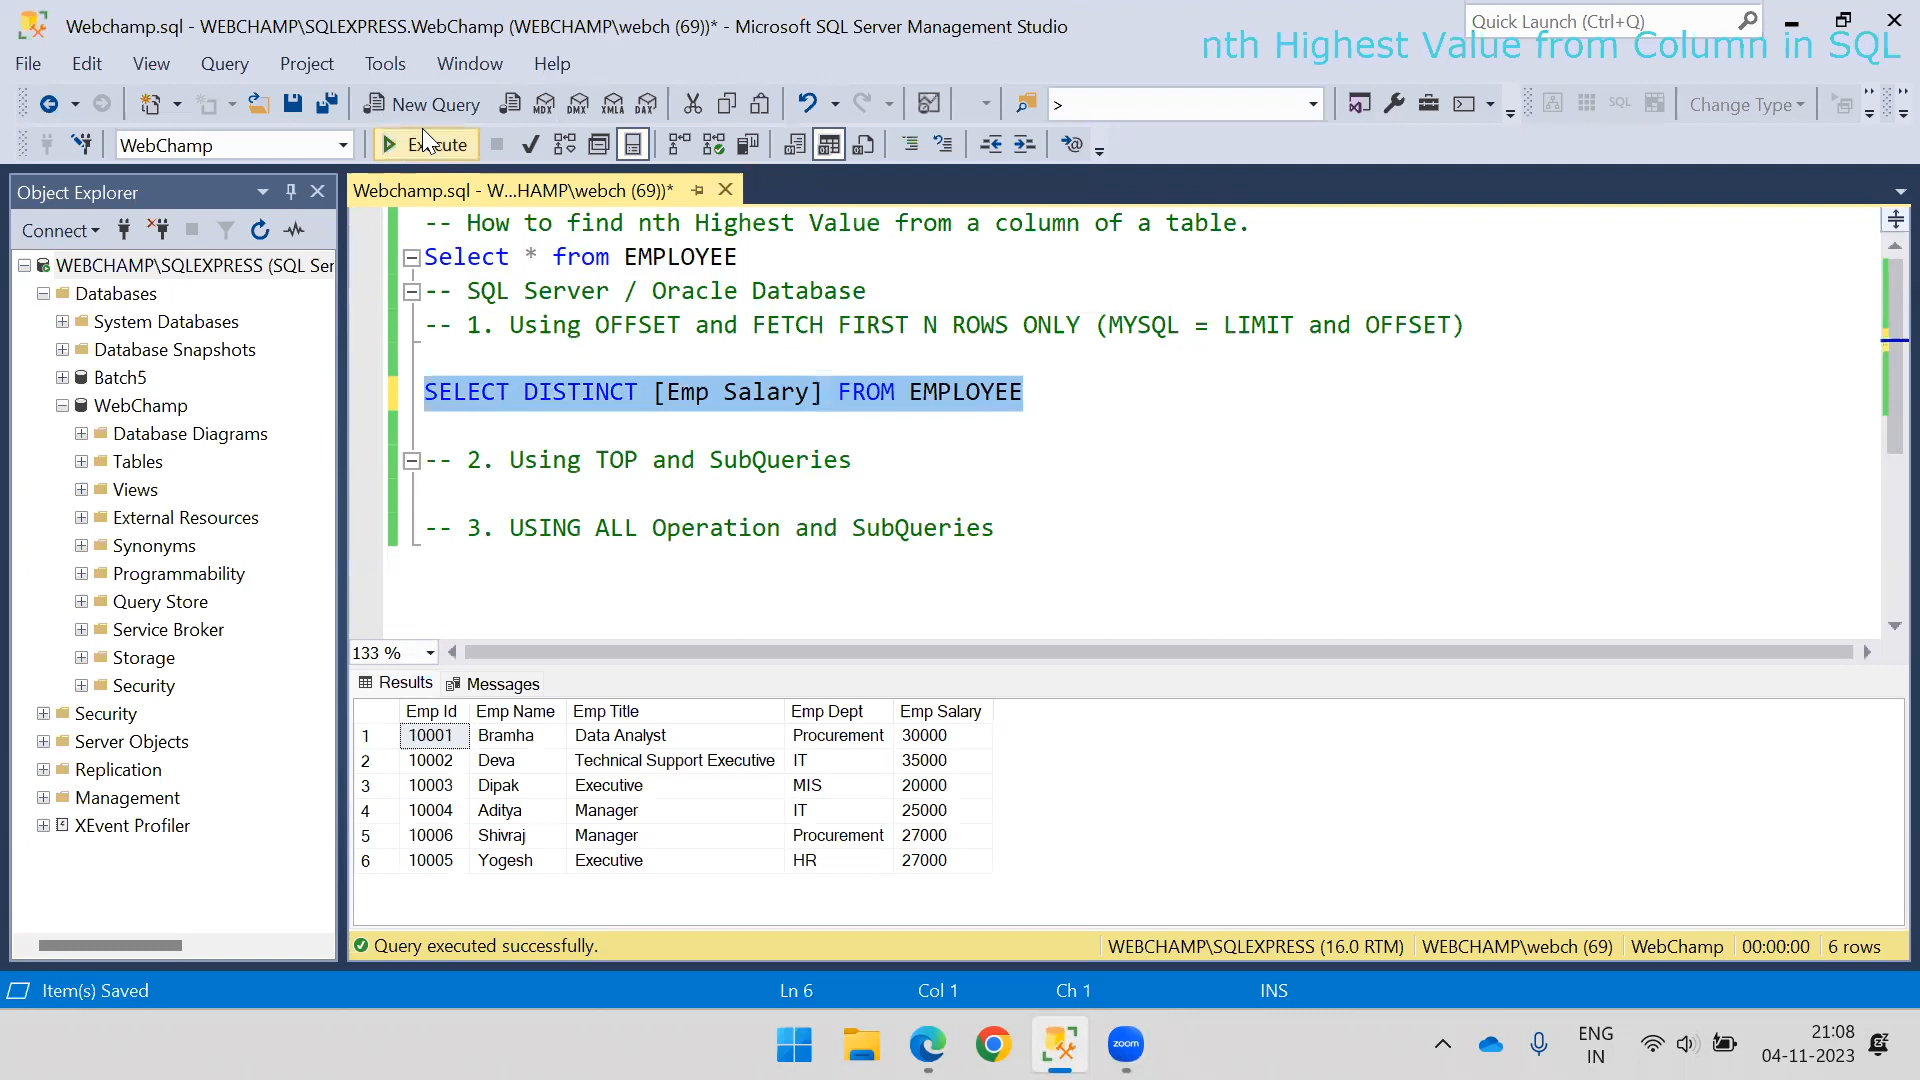 Webchamp.sql - WEBCHAMP\SQLEXPRESS.WebChamp (WEBCHAMP\webch (69))* - Microsoft SQL Server Management Studio
Quick Launch (Ctrl+Q)
nth Highest Value from Column in SQL
File Edit View Query Project Tools Window Help
New Query MDX DMX XMLA DAX > SQL Change Type
WebChamp Execute
Object Explorer
Webchamp.sql - W...HAMP\webch (69))*
Connect
WEBCHAMP\SQLEXPRESS (SQL Ser
Databases
System Databases
Database Snapshots
Batch5
WebChamp
Database Diagrams
Tables
Views
External Resources
Synonyms
Programmability
Query Store
Service Broker
Storage
Security
Security
Server Objects
Replication
Management
XEvent Profiler
-- How to find nth Highest Value from a column of a table.
Select * from EMPLOYEE
-- SQL Server / Oracle Database
-- 1. Using OFFSET and FETCH FIRST N ROWS ONLY (MYSQL = LIMIT and OFFSET)
SELECT DISTINCT [Emp Salary] FROM EMPLOYEE
-- 2. Using TOP and SubQueries
-- 3. USING ALL Operation and SubQueries
133 %
Results Messages
Emp Id Emp Name Emp Title Emp Dept Emp Salary
1 10001 Bramha Data Analyst Procurement 30000
2 10002 Deva Technical Support Executive IT 35000
3 10003 Dipak Executive MIS 20000
4 10004 Aditya Manager IT 25000
5 10006 Shivraj Manager Procurement 27000
6 10005 Yogesh Executive HR 27000
Query executed successfully. WEBCHAMP\SQLEXPRESS (16.0 RTM) WEBCHAMP\webch (69) WebChamp 00:00:00 6 rows
Item(s) Saved Ln 6 Col 1 Ch 1 INS
zoom
ENG
IN
21:08
04-11-2023